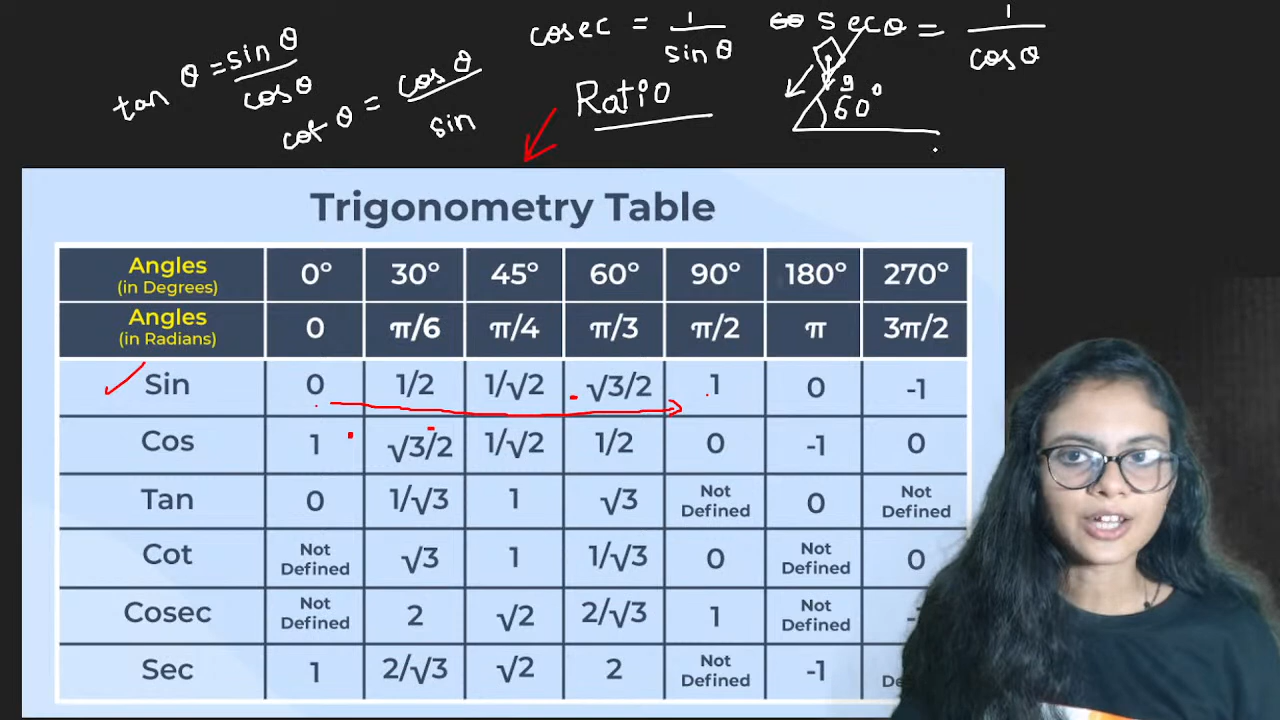 tan θ = sin θ / cos θ
cot θ = cos θ / sin
cosec = 1 / sin θ
sec θ = 1 / cos θ
Ratio
60°
Trigonometry Table
Angles (in Degrees) 0° 30° 45° 60° 90° 180° 270°
Angles (in Radians) 0 π/6 π/4 π/3 π/2 π 3π/2
Sin 0 1/2 1/√2 √3/2 1 0 -1
Cos 1 √3/2 1/√2 1/2 0 -1 0
Tan 0 1/√3 1 √3 Not Defined 0 Not Defined
Cot Not Defined √3 1 1/√3 0 Not Defined 0
Cosec Not Defined 2 √2 2/√3 1 Not Defined
Sec 1 2/√3 √2 2 Not Defined -1